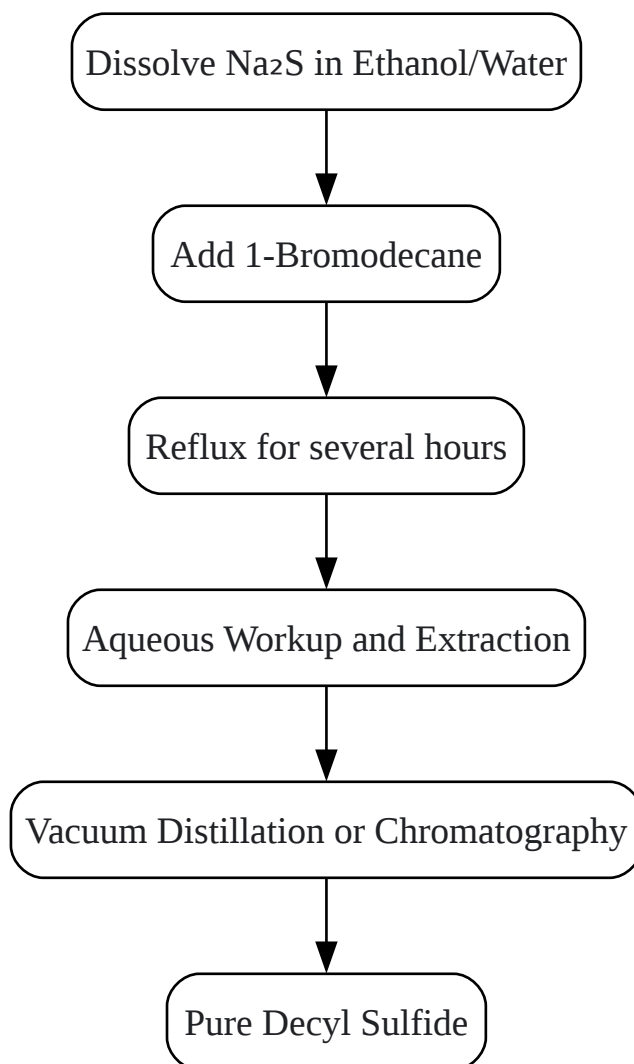 Dissolve Na₂S in Ethanol/Water
Add 1-Bromodecane
Reflux for several hours
Aqueous Workup and Extraction
Vacuum Distillation or Chromatography
Pure Decyl Sulfide